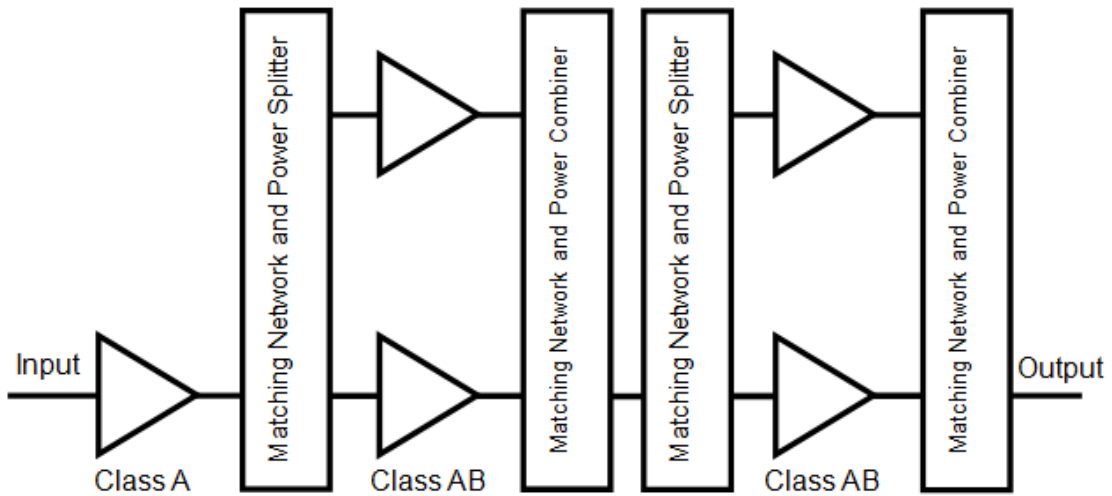 Input
Class A
Matching Network and Power Splitter
Class AB
Matching Network and Power Combiner
Matching Network and Power Splitter
Class AB
Matching Network and Power Combiner
Output